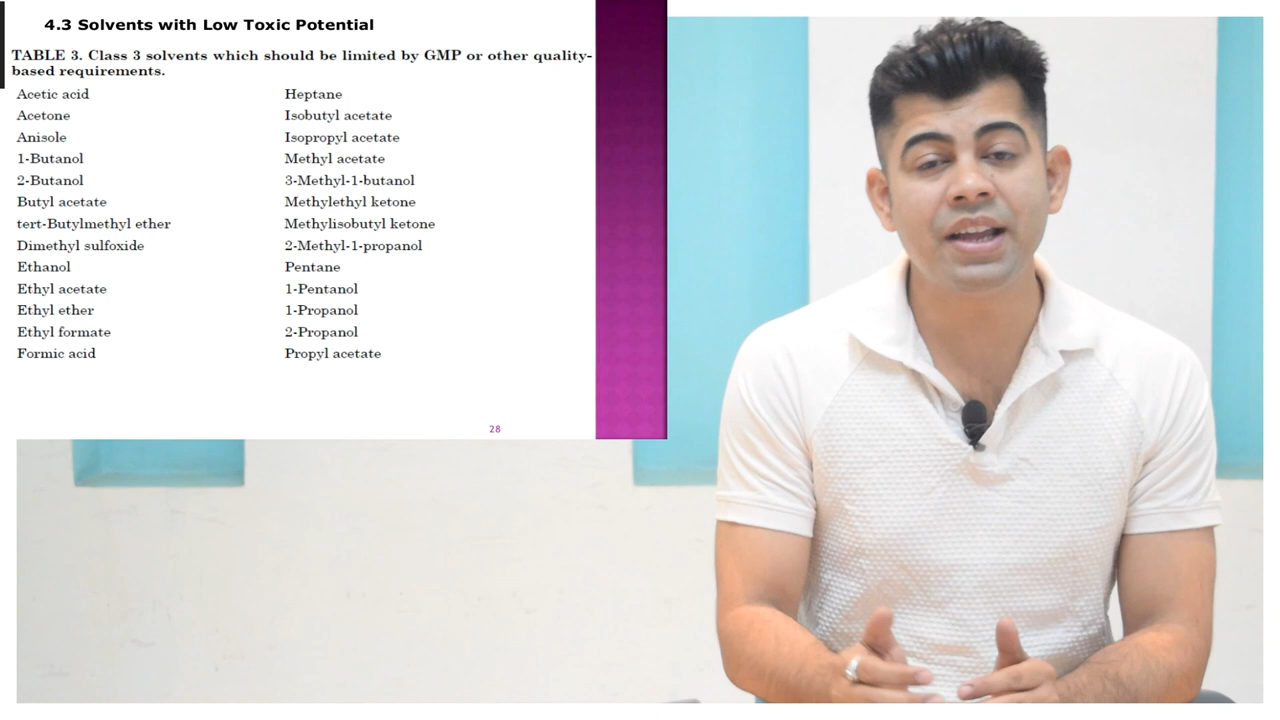 4.3 Solvents with Low Toxic Potential
TABLE 3. Class 3 solvents which should be limited by GMP or other quality-
based requirements.
Acetic acid
Acetone
Anisole
1-Butanol
2-Butanol
Butyl acetate
tert-Butylmethyl ether
Dimethyl sulfoxide
Ethanol
Ethyl acetate
Ethyl ether
Ethyl formate
Formic acid
Heptane
Isobutyl acetate
Isopropyl acetate
Methyl acetate
3-Methyl-1-butanol
Methylethyl ketone
Methylisobutyl ketone
2-Methyl-1-propanol
Pentane
1-Pentanol
1-Propanol
2-Propanol
Propyl acetate
28